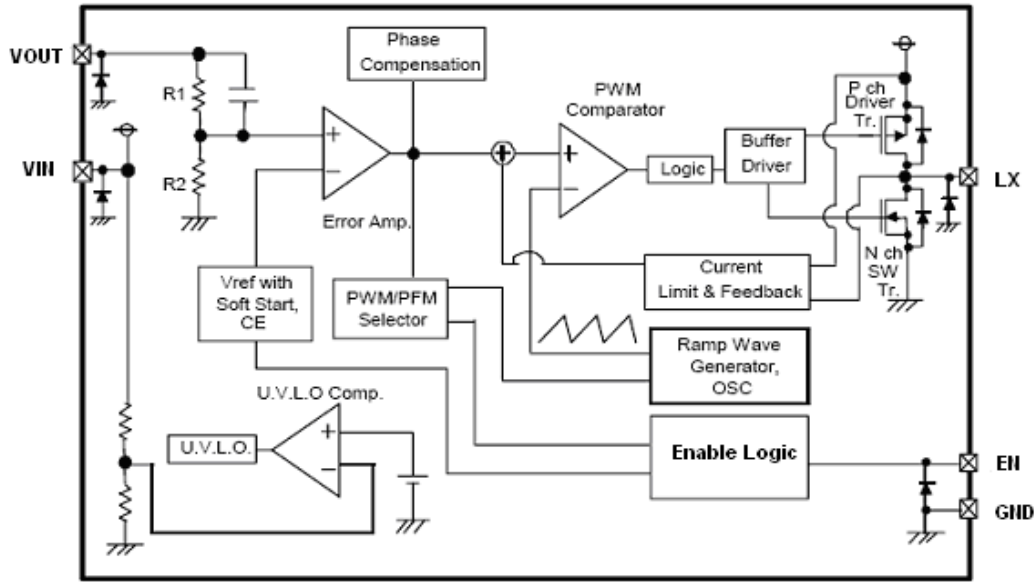 VOUT
VIN
R1
R2
Phase
Compensation
+
−
Error Amp.
Vref with
Soft Start,
CE
PWM/PFM
Selector
U.V.L.O Comp.
U.V.L.O.
+
−
+
PWM
Comparator
+
−
Logic
Buffer
Driver
P ch
Driver
Tr.
N ch
SW
Tr.
Current
Limit & Feedback
Ramp Wave
Generator,
OSC
Enable Logic
LX
EN
GND